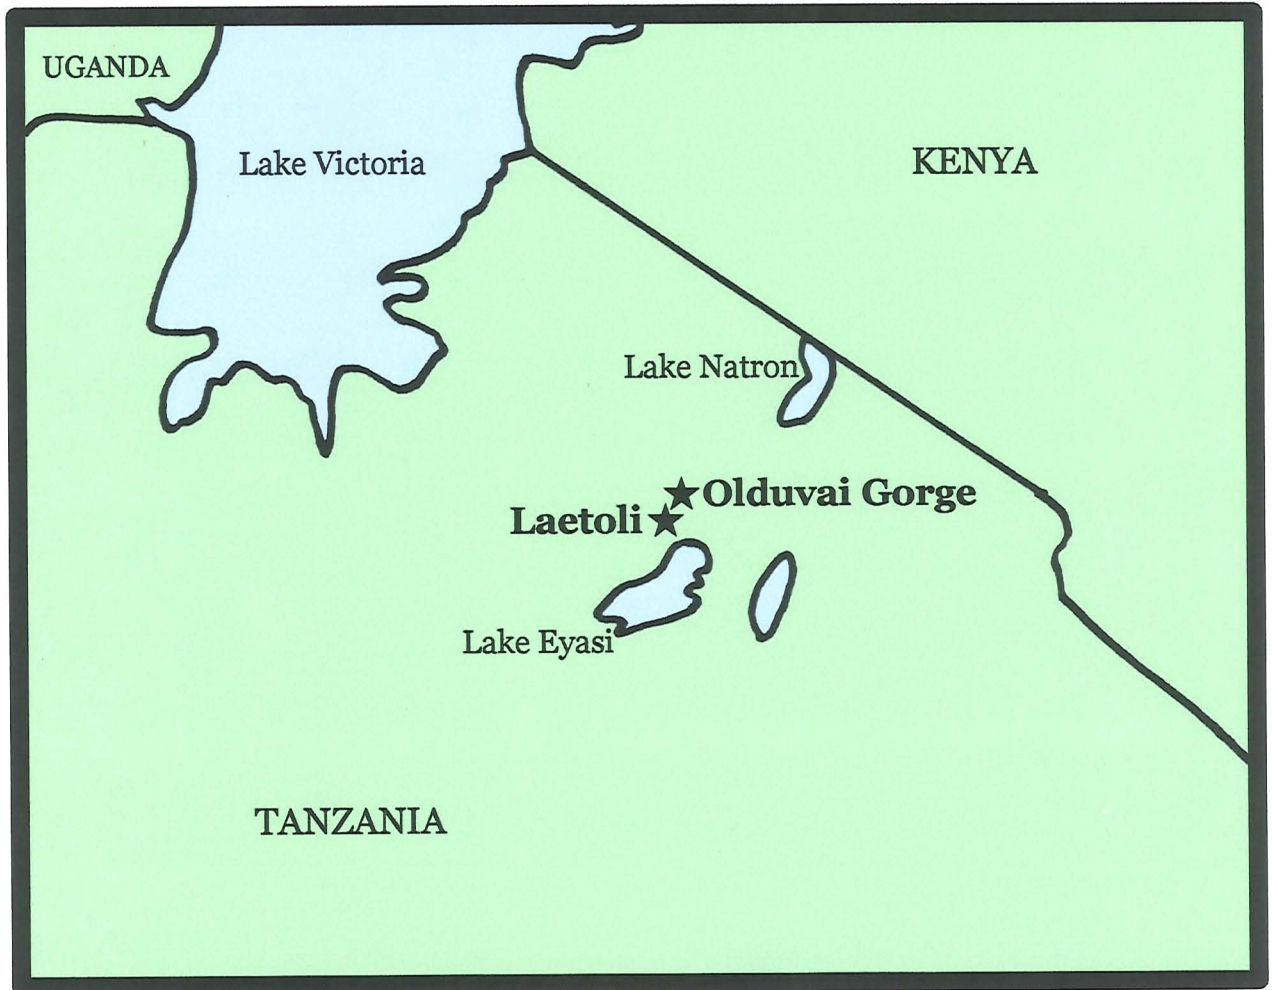 UGANDA
Lake Victoria
KENYA
Lake Natron
Olduvai Gorge
Laetoli
Lake Eyasi
TANZANIA